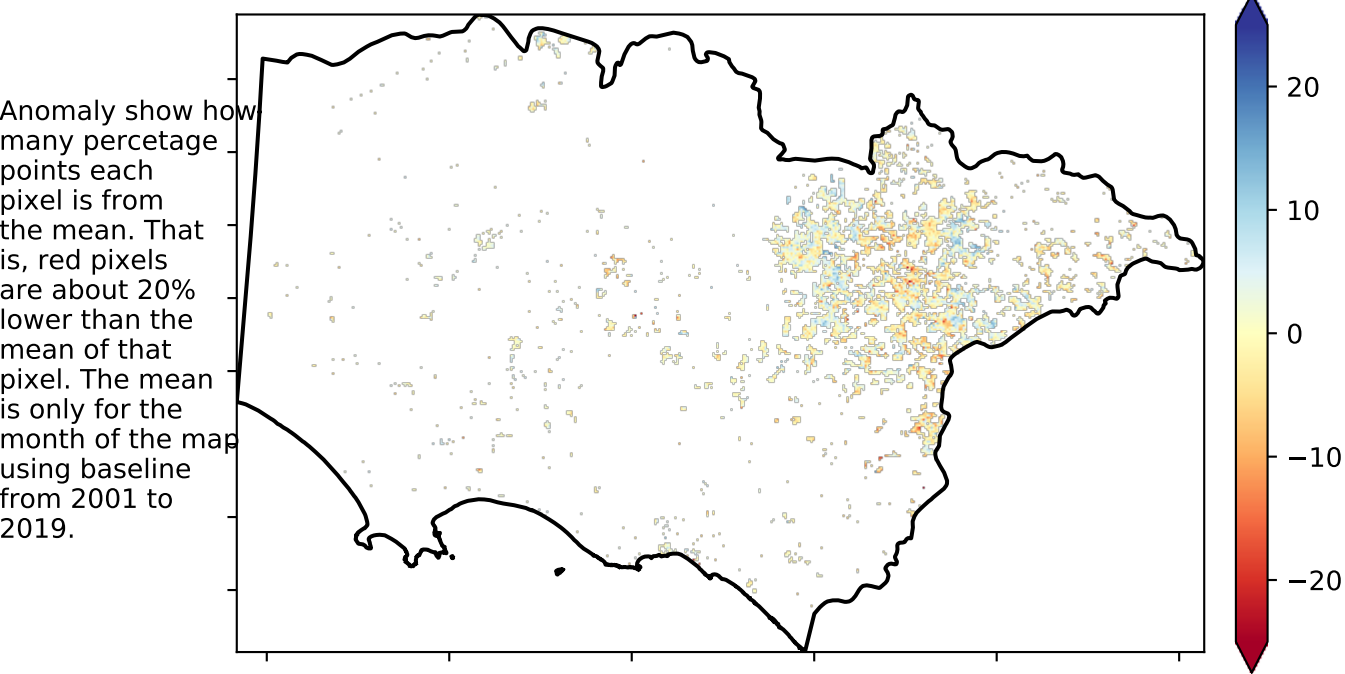 Anomaly show how
many percetage
points each
pixel is from
the mean. That
is, red pixels
are about 20%
lower than the
mean of that
pixel. The mean
is only for the
month of the map
using baseline
from 2001 to
2019.
20
10
0
−10
−20